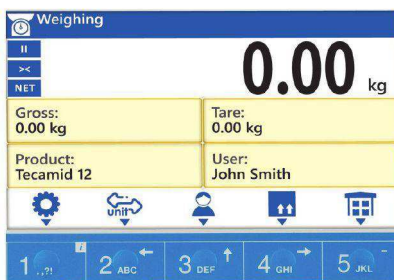 Weighing
NET
0.00 kg
Gross:
0.00 kg
Tare:
0.00 kg
Product:
Tecamid 12
User:
John Smith
unit
1 .,?!
2 ABC
3 DEF
4 GHI
5 JKL